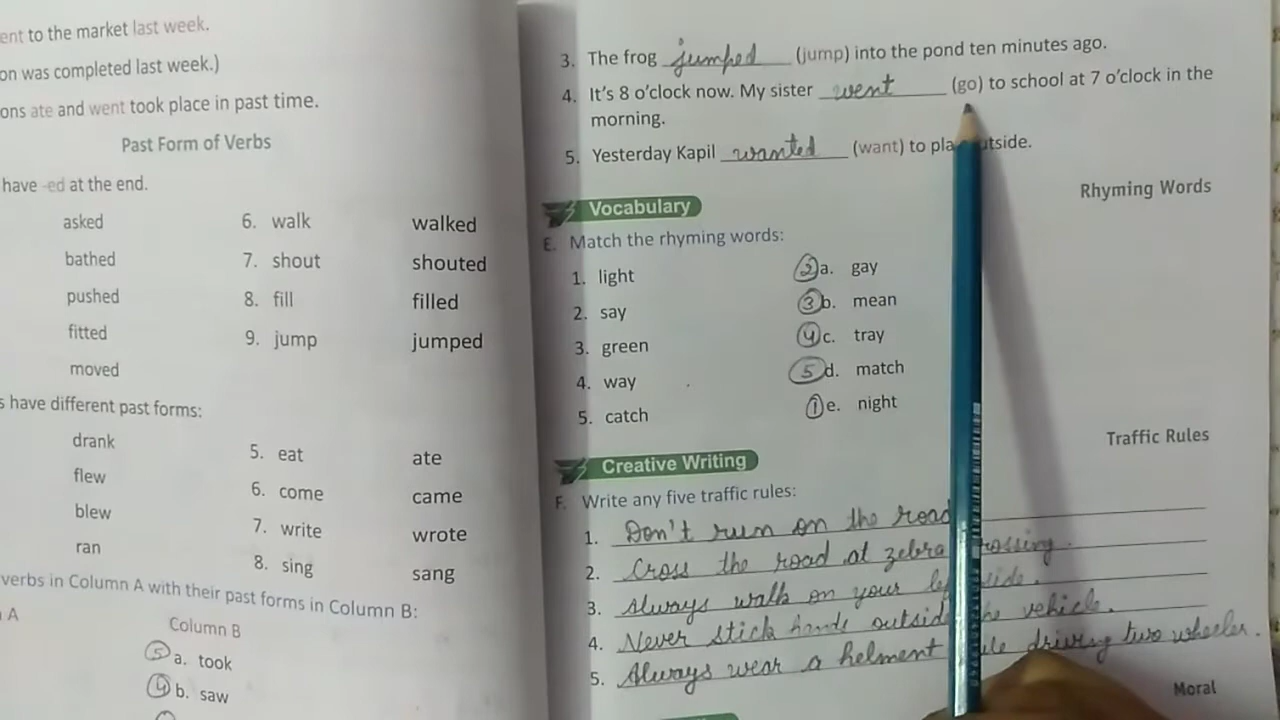 ent to the market last week.
on was completed last week.)
ons ate and went took place in past time.
Past Form of Verbs
have -ed at the end.
asked 6. walk walked
bathed 7. shout shouted
pushed 8. fill filled
fitted 9. jump jumped
moved
s have different past forms:
drank 5. eat ate
flew 6. come came
blew 7. write wrote
ran 8. sing sang
verbs in Column A with their past forms in Column B:
A Column B
5 a. took
4 b. saw
3. The frog jumped (jump) into the pond ten minutes ago.
4. It's 8 o'clock now. My sister went (go) to school at 7 o'clock in the
morning.
5. Yesterday Kapil wanted (want) to pla utside.
Rhyming Words
Vocabulary
E. Match the rhyming words:
1. light 2 a. gay
2. say 3 b. mean
3. green 4 c. tray
4. way 5 d. match
5. catch 1 e. night
Traffic Rules
Creative Writing
F. Write any five traffic rules:
1. Don't run on the road
2. Cross the road at zebra rossing.
3. Always walk on your le side.
4. Never stick hands outside he vehicle.
5. Always wear a helment ile driving two wheeler.
Moral